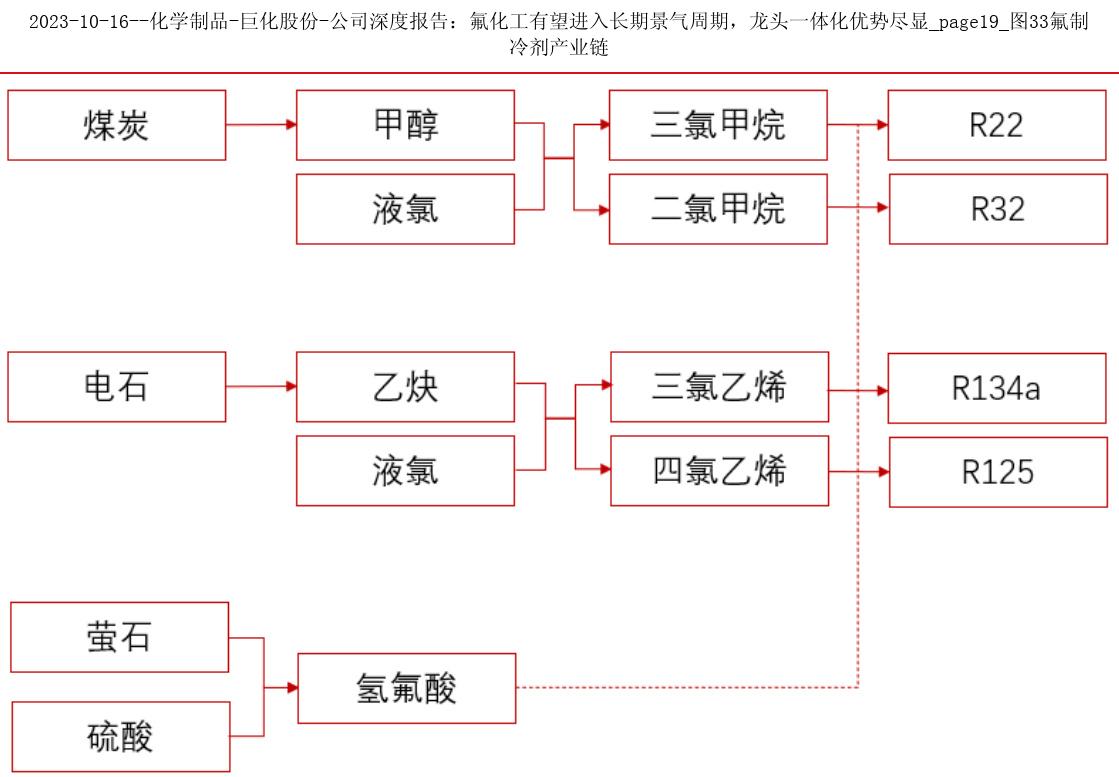 2023-10-16--化学制品-巨化股份-公司深度报告：氟化工有望进入长期景气周期，龙头一体化优势尽显_page19_图33氟制
冷剂产业链
煤炭
甲醇
三氯甲烷
R22
液氯
二氯甲烷
R32
电石
乙炔
三氯乙烯
R134a
液氯
四氯乙烯
R125
萤石
氢氟酸
硫酸